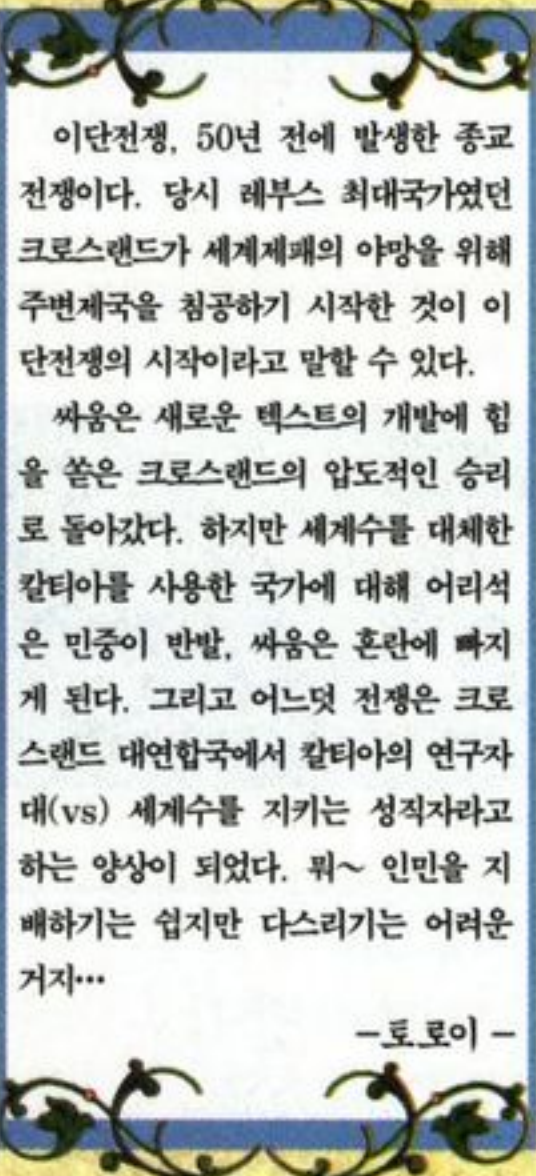 이단전쟁, 50년 전에 발생한 종교
전쟁이다. 당시 레부스 최대국가였던
크로스랜드가 세계제패의 야망을 위해
주변제국을 침공하기 시작한 것이 이
단전쟁의 시작이라고 말할 수 있다.
싸움은 새로운 텍스트의 개발에 힘
을 쏟은 크로스랜드의 압도적인 승리
로 돌아갔다. 하지만 세계수를 대체한
칼티아를 사용한 국가에 대해 어리석
은 민중이 반발, 싸움은 혼란에 빠지
게 된다. 그리고 어느덧 전쟁은 크로
스랜드 대연합국에서 칼티아의 연구자
대(vs) 세계수를 지키는 성직자라고
하는 양상이 되었다. 뭐~ 인민을 지
배하기는 쉽지만 다스리기는 어려운
거지…
-토 로이 -